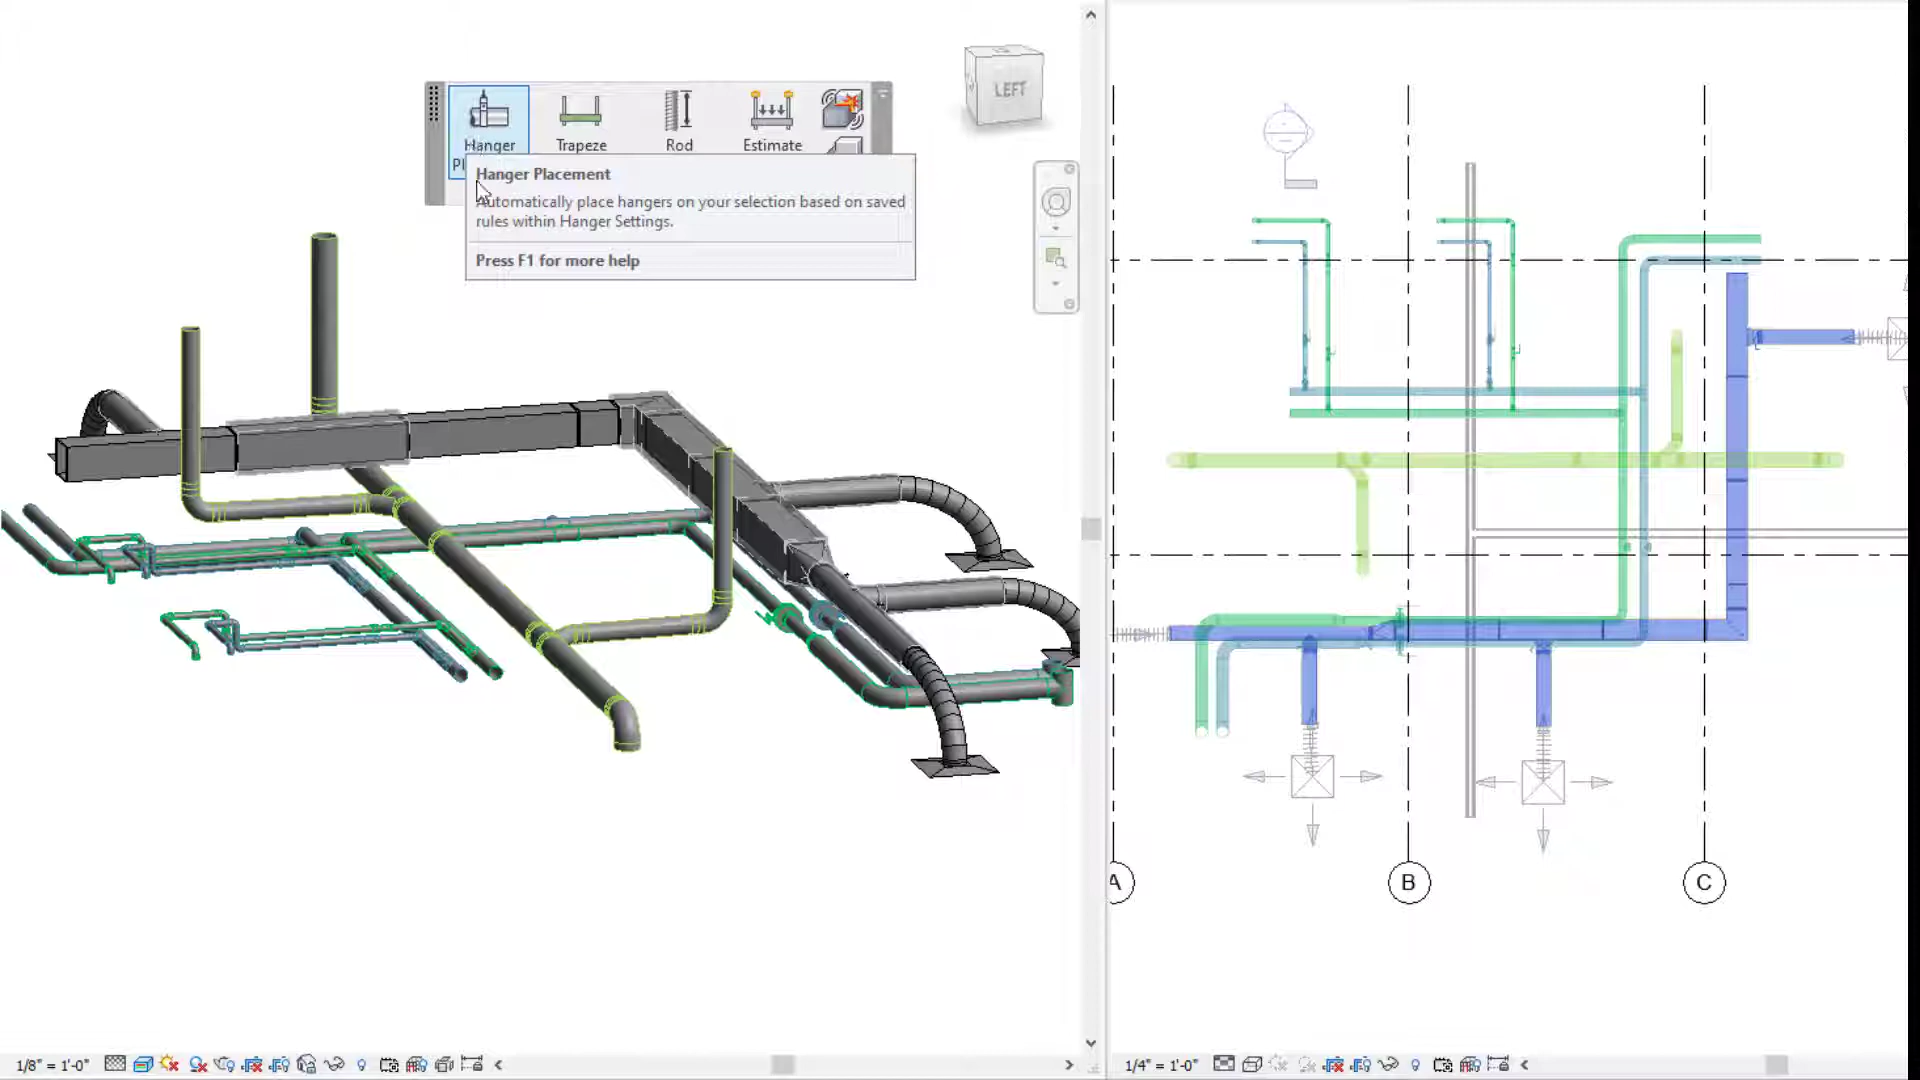 LEFT
Hanger
Trapeze
Rod
Estimate
Hanger Placement
Automatically place hangers on your selection based on saved
rules within Hanger Settings.
Press F1 for more help
A
B
C
1/8" = 1'-0"
1/4" = 1'-0"